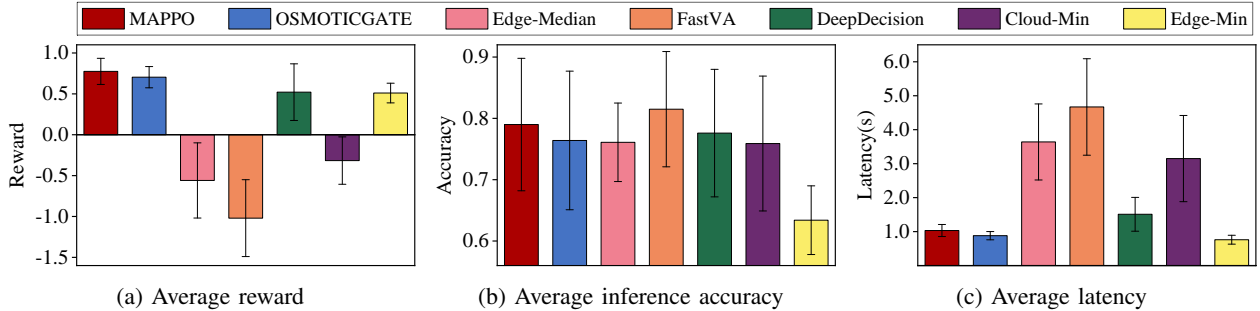 MAPPO OSMOTICGATE Edge-Median FastVA DeepDecision Cloud-Min Edge-Min
Reward
1.0
0.5
0.0
-0.5
-1.0
-1.5
(a) Average reward
Accuracy
0.9
0.8
0.7
0.6
(b) Average inference accuracy
Latency(s)
6.0
5.0
4.0
3.0
2.0
1.0
(c) Average latency